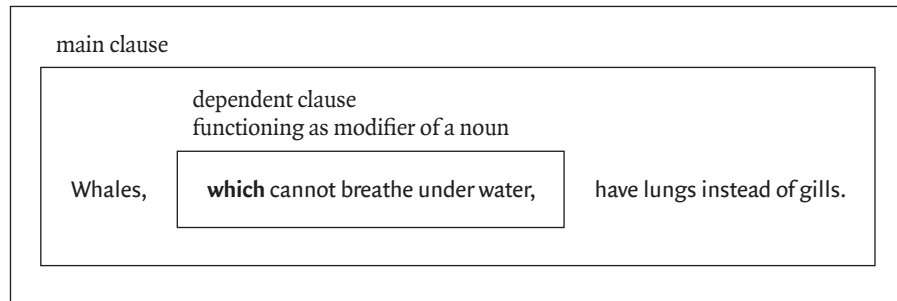 main clause
dependent clause
functioning as modifier of a noun
Whales, which cannot breathe under water, have lungs instead of gills.